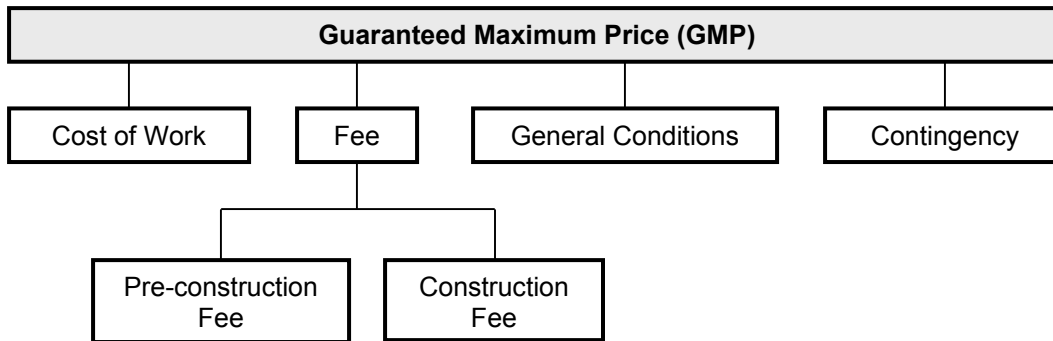 Guaranteed Maximum Price (GMP)
Cost of Work
Fee
General Conditions
Contingency
Pre-construction
Fee
Construction
Fee